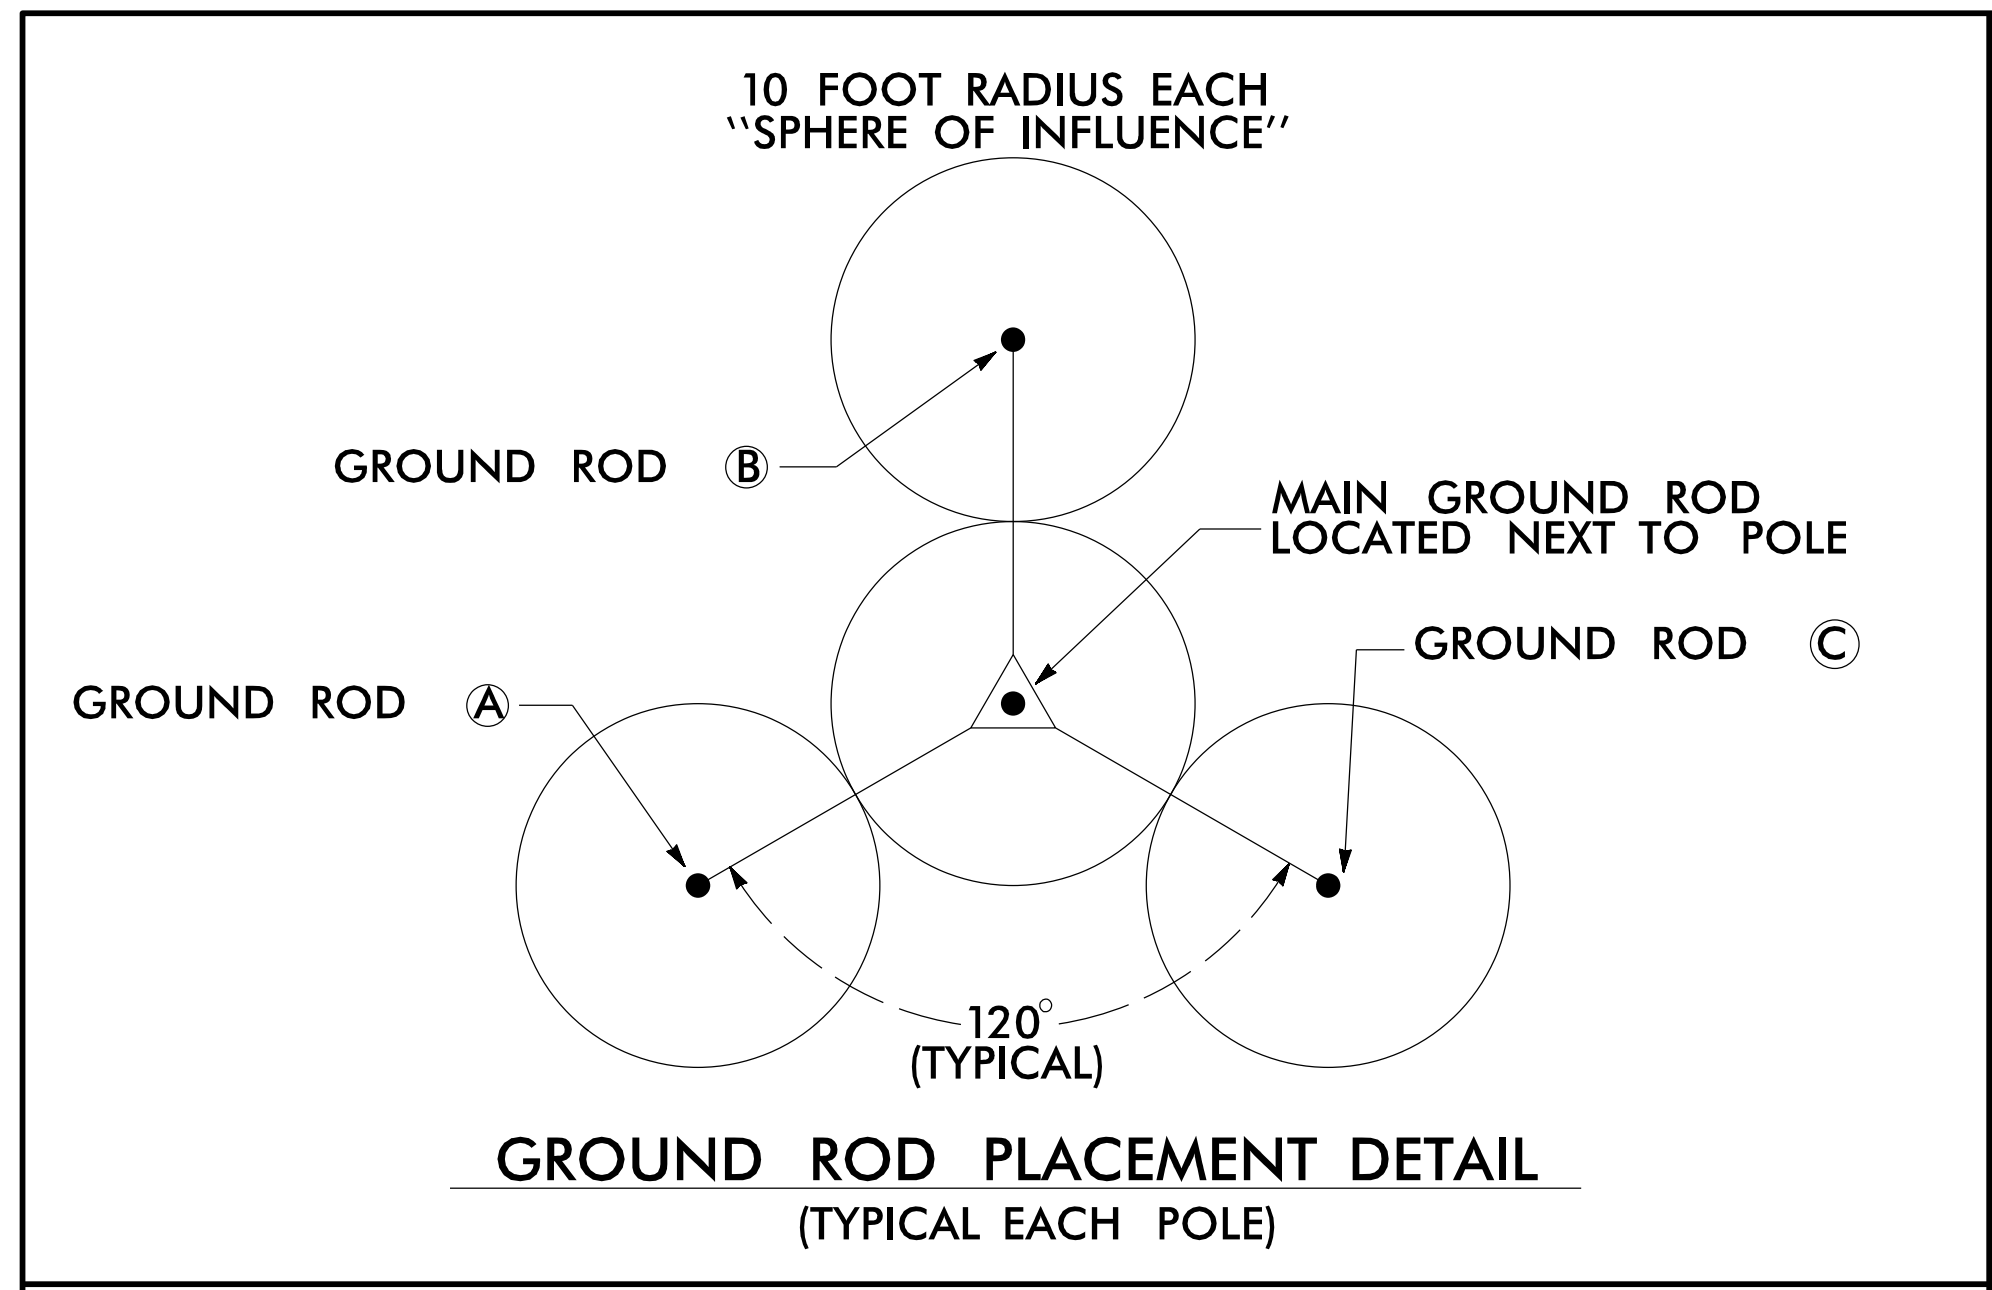 10 FOOT RADIUS EACH
''SPHERE OF INFLUENCE''
GROUND ROD B
MAIN GROUND ROD
LOCATED NEXT TO POLE
GROUND ROD C
GROUND ROD A
120°
(TYPICAL)
GROUND ROD PLACEMENT DETAIL
(TYPICAL EACH POLE)